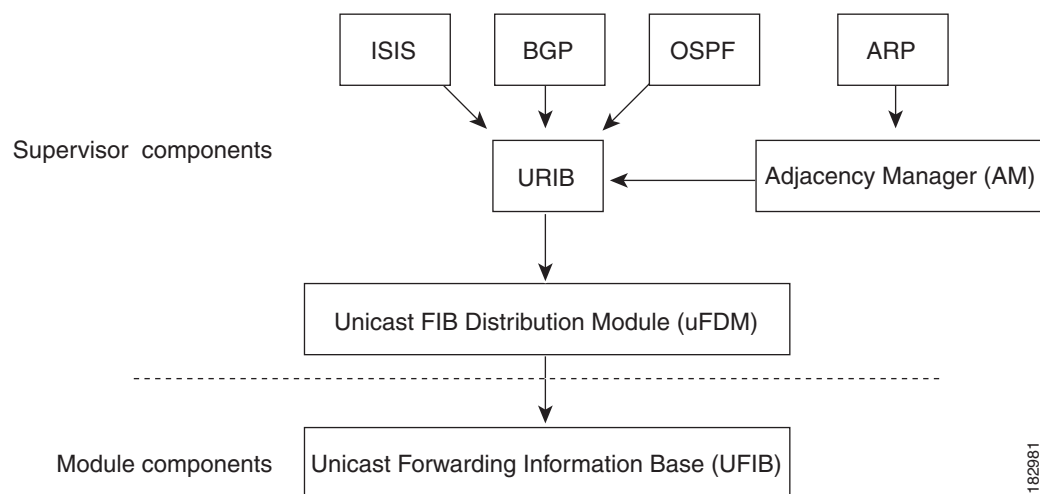 ISIS
BGP
OSPF
ARP
Supervisor components
URIB
Adjacency Manager (AM)
Unicast FIB Distribution Module (uFDM)
Module components
Unicast Forwarding Information Base (UFIB)
182981